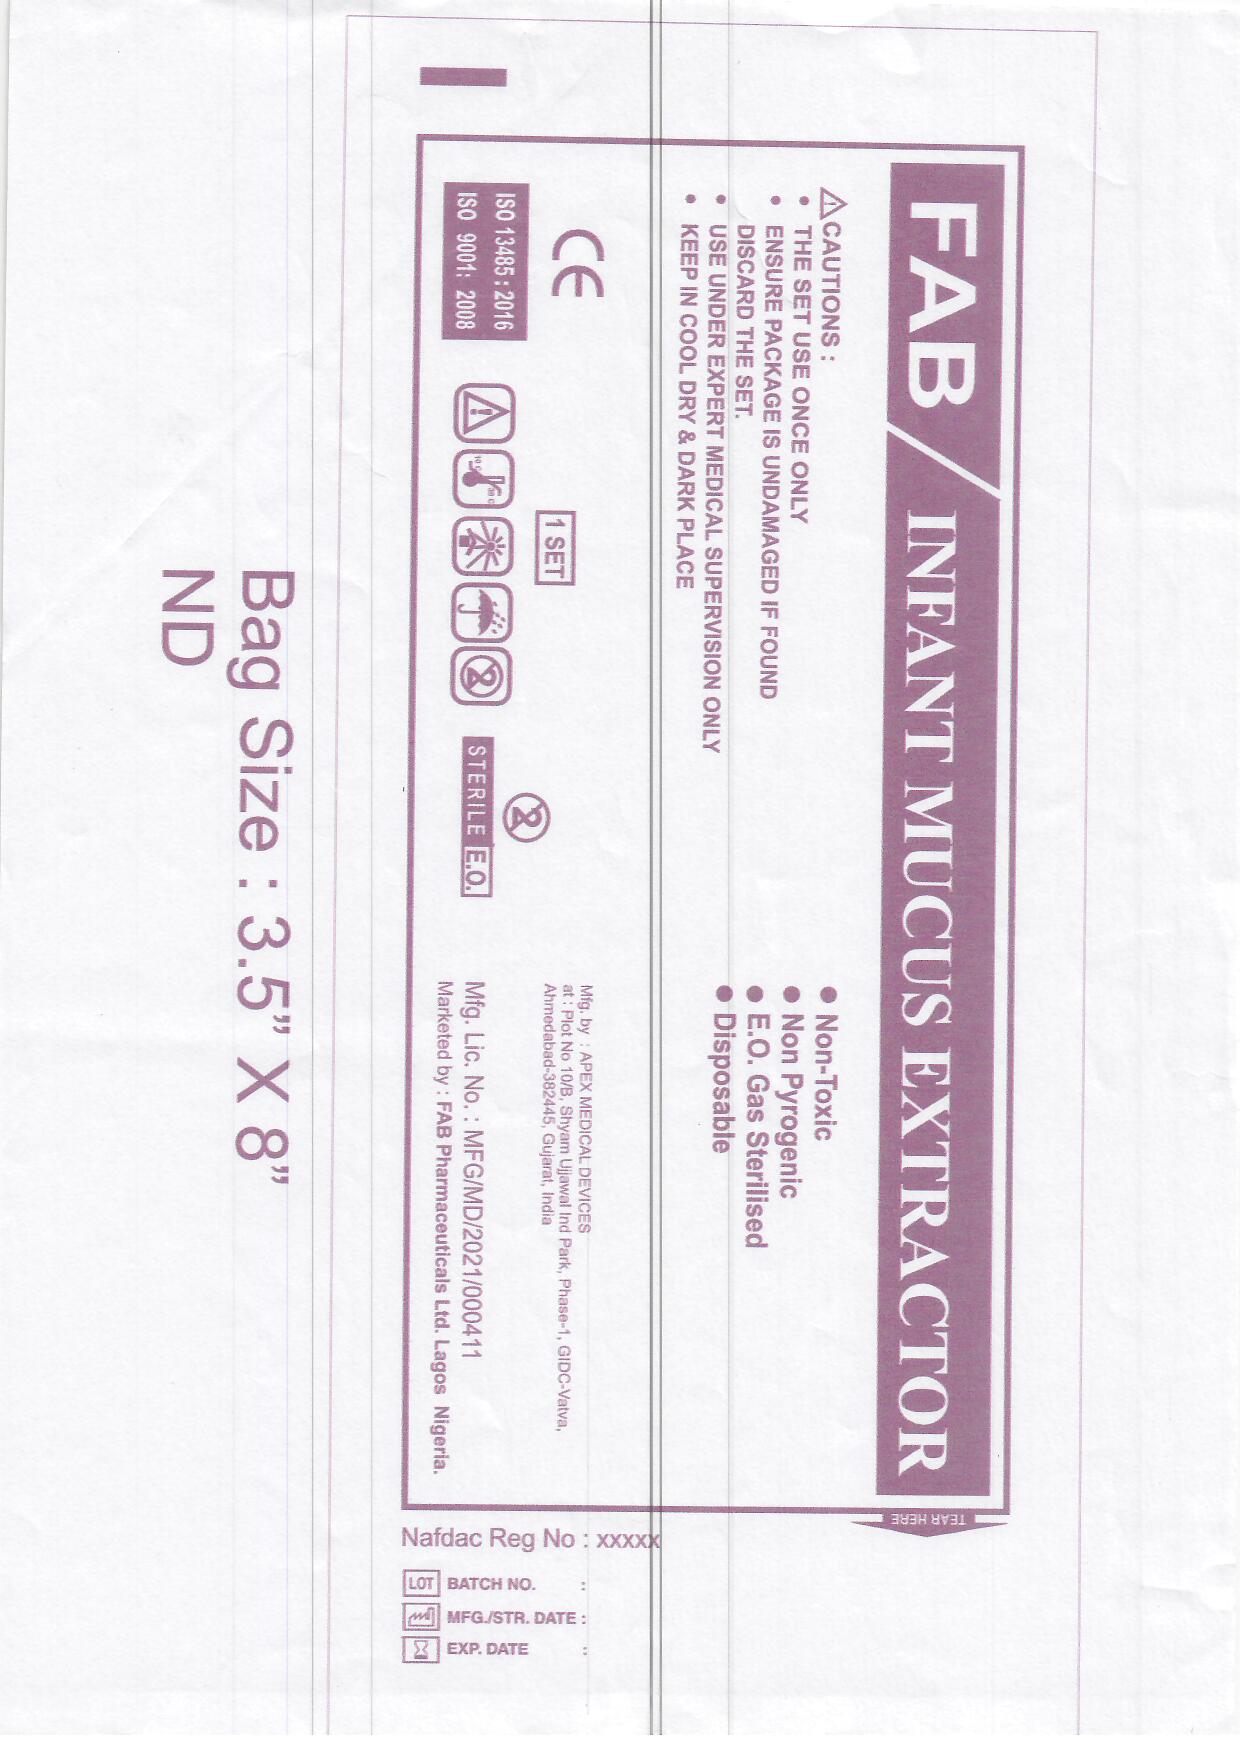 FAB / INFANT MUCUS EXTRACTOR
TEAR HERE
CAUTIONS :
• THE SET USE ONCE ONLY
• ENSURE PACKAGE IS UNDAMAGED IF FOUND
DISCARD THE SET.
• USE UNDER EXPERT MEDICAL SUPERVISION ONLY
• KEEP IN COOL DRY & DARK PLACE
● Non-Toxic
● Non Pyrogenic
● E.O. Gas Sterilised
● Disposable
CE
ISO 13485 : 2016
ISO 9001: 2008
1 SET
2
2
STERILE E.O.
Mfg. by : APEX MEDICAL DEVICES
at : Plot No 10/B, Shyam Ujjawal Ind Park, Phase-1, GIDC-Vatva,
Ahmedabad-382445, Gujarat, India
Mfg. Lic. No. : MFG/MD/2021/000411
Marketed by : FAB Pharmaceuticals Ltd. Lagos Nigeria.
Nafdac Reg No : xxxxx
LOT BATCH NO. :
MFG./STR. DATE :
EXP. DATE :
Bag Size : 3.5” X 8”
ND